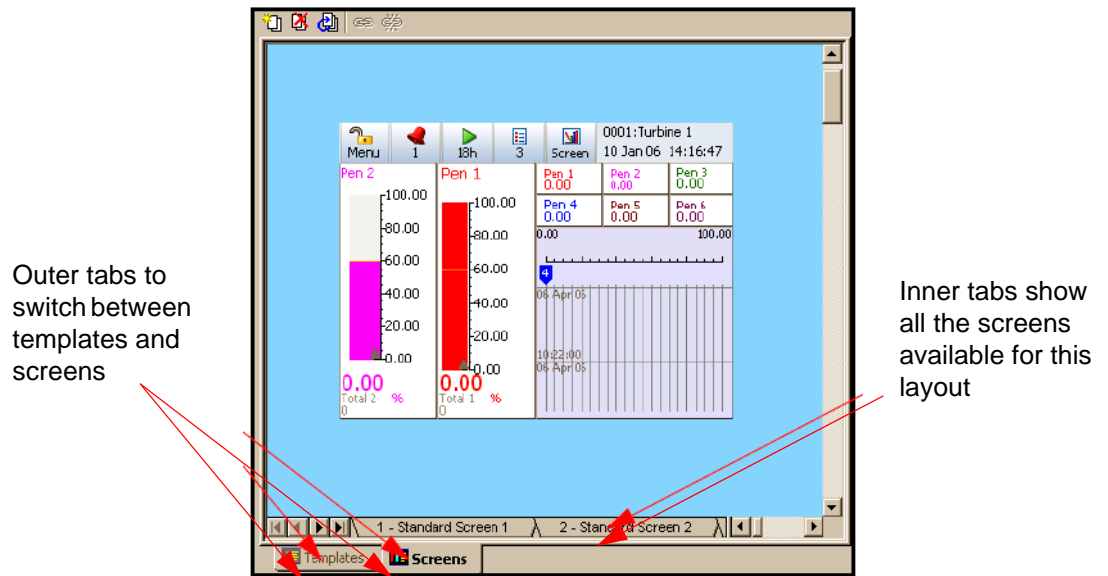 Menu
1
18h
3
Screen
0001:Turbine 1
10 Jan 06 14:16:47
Pen 2
100.00
80.00
60.00
40.00
20.00
0.00
0.00
Total 2 %
0
Pen 1
100.00
80.00
60.00
40.00
20.00
0.00
0.00
Total 1 %
0
Pen 1
0.00
Pen 2
0.00
Pen 3
0.00
Pen 4
0.00
Pen 5
0.00
Pen 6
0.00
0.00 100.00
4
06 Apr 05
10:22:00
06 Apr 05
Outer tabs to
switch between
templates and
screens
Inner tabs show
all the screens
available for this
layout
1 - Standard Screen 1
2 - Standard Screen 2
Templates
Screens